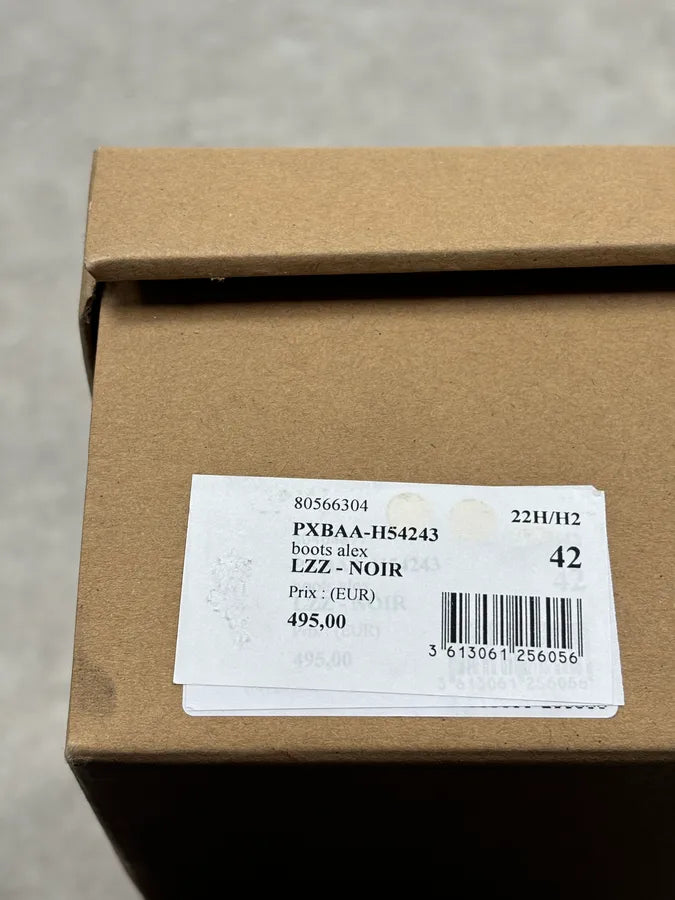 80566304
22H/H2
PXBAA-H54243
boots alex
42
LZZ - NOIR
Prix : (EUR)
495,00
3 613061 256056